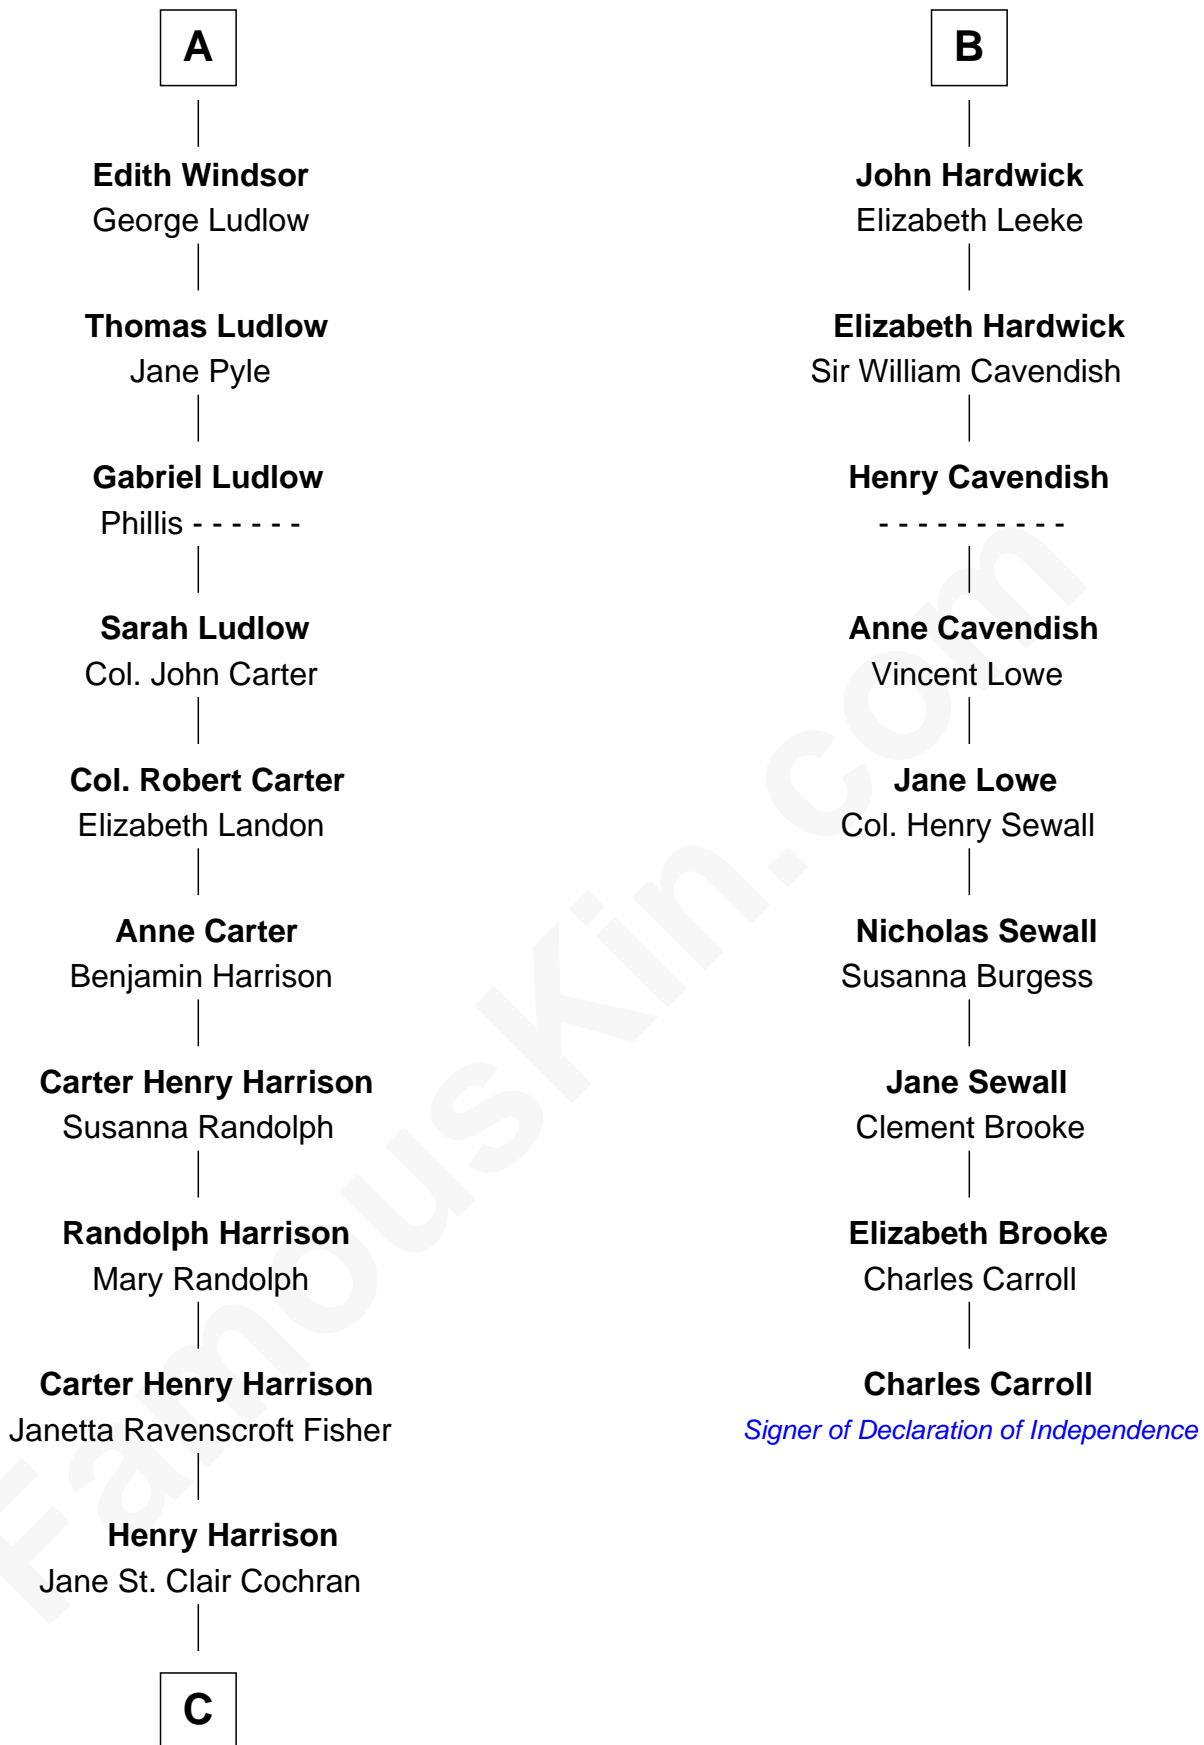 A
Edith Windsor
George Ludlow
Thomas Ludlow
Jane Pyle
Gabriel Ludlow
Phillis - - - - - -
Sarah Ludlow
Col. John Carter
Col. Robert Carter
Elizabeth Landon
Anne Carter
Benjamin Harrison
Carter Henry Harrison
Susanna Randolph
Randolph Harrison
Mary Randolph
Carter Henry Harrison
Janetta Ravenscroft Fisher
Henry Harrison
Jane St. Clair Cochran
C
B
John Hardwick
Elizabeth Leeke
Elizabeth Hardwick
Sir William Cavendish
Henry Cavendish
- - - - - - - - - -
Anne Cavendish
Vincent Lowe
Jane Lowe
Col. Henry Sewall
Nicholas Sewall
Susanna Burgess
Jane Sewall
Clement Brooke
Elizabeth Brooke
Charles Carroll
Charles Carroll
Signer of Declaration of Independence
FamousKin.com